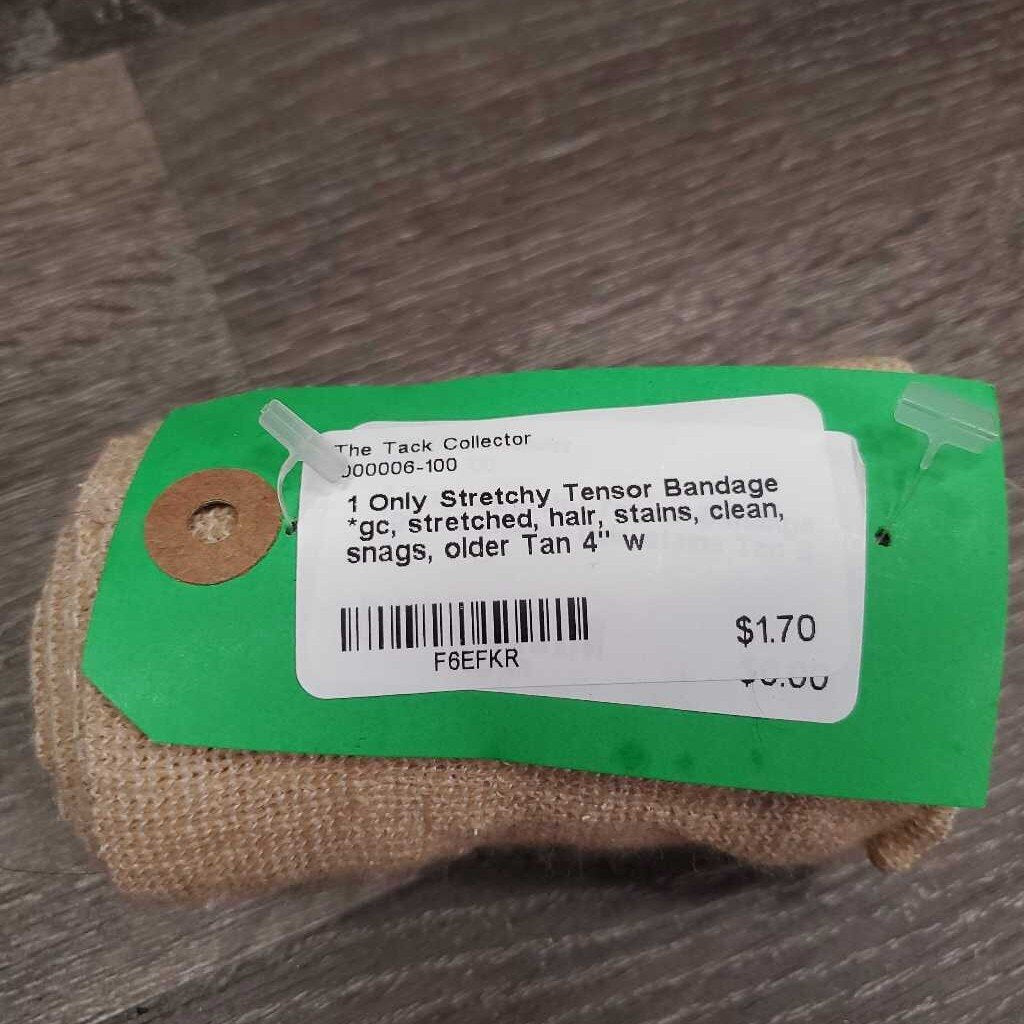 The Tack Collector
000006-100
1 Only Stretchy Tensor Bandage
*gc, stretched, hair, stains, clean,
snags, older Tan 4" w
$1.70
F6EFKR